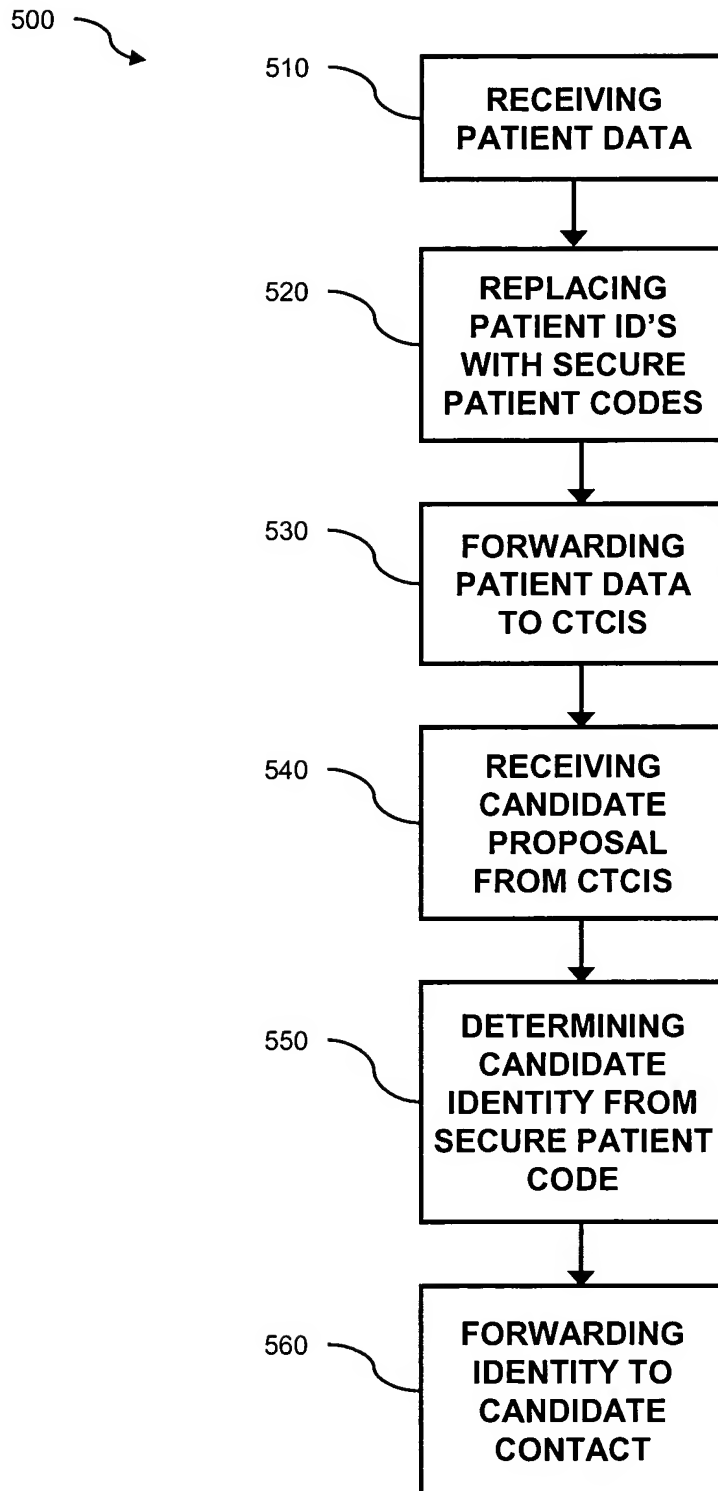 500
510
RECEIVING
PATIENT DATA
520
REPLACING
PATIENT ID'S
WITH SECURE
PATIENT CODES
530
FORWARDING
PATIENT DATA
TO CTCIS
540
RECEIVING
CANDIDATE
PROPOSAL
FROM CTCIS
550
DETERMINING
CANDIDATE
IDENTITY FROM
SECURE PATIENT
CODE
560
FORWARDING
IDENTITY TO
CANDIDATE
CONTACT